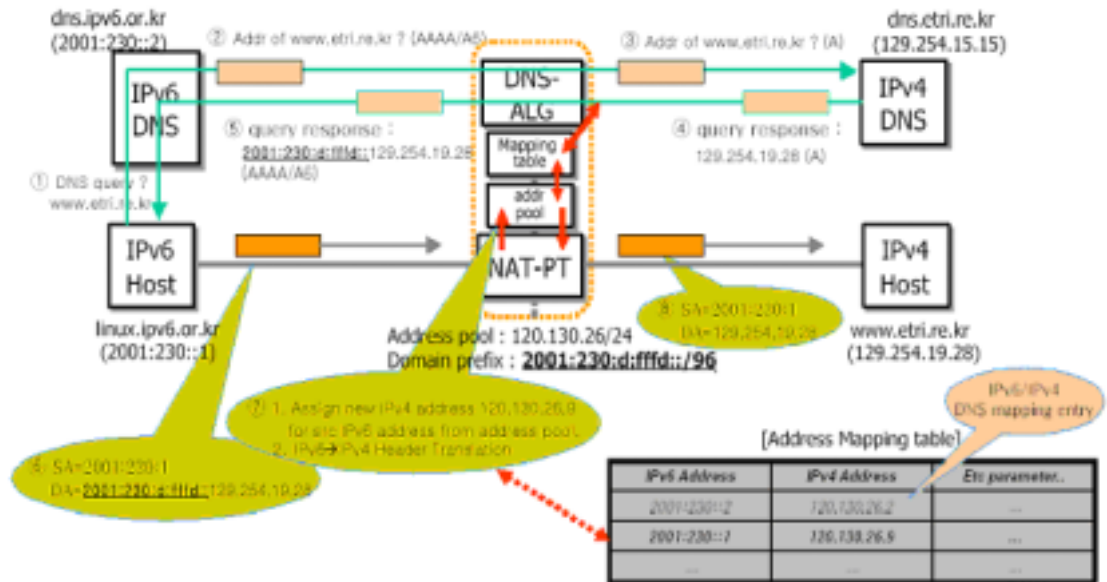 dns.ipv6.or.kr
(2001:230::2)
② Addr of www.etri.re.kr ? (AAAA/A6)
③ Addr of www.etri.re.kr ? (A)
dns.etri.re.kr
(129.254.15.15)
IPv6
DNS
DNS-
ALG
IPv4
DNS
⑤ query response :
2001:230:d:fffd::129.254.19.28
(AAAA/A6)
Mapping
table
④ query response :
129.254.19.28 (A)
① DNS query ?
www.etri.re.kr
addr
pool
IPv6
Host
NAT-PT
IPv4
Host
linux.ipv6.or.kr
(2001:230::1)
Address pool : 120.130.26/24
Domain prefix : 2001:230:d:fffd::/96
⑧ SA=2001:230:1
DA=129.254.19.28
www.etri.re.kr
(129.254.19.28)
⑦ 1. Assign new IPv4 address 120.130.26.9
for src IPv6 address from address pool.
2. IPv6→IPv4 Header Translation
IPv6/IPv4
DNS mapping entry
⑥ SA=2001:230:1
DA=2001:230:d:fffd::129.254.19.28
[Address Mapping table]
IPv6 Address IPv4 Address Etc parameter..
2001:230::2 120.130.26.2 ...
2001:230::1 120.130.26.9 ...
... ... ...